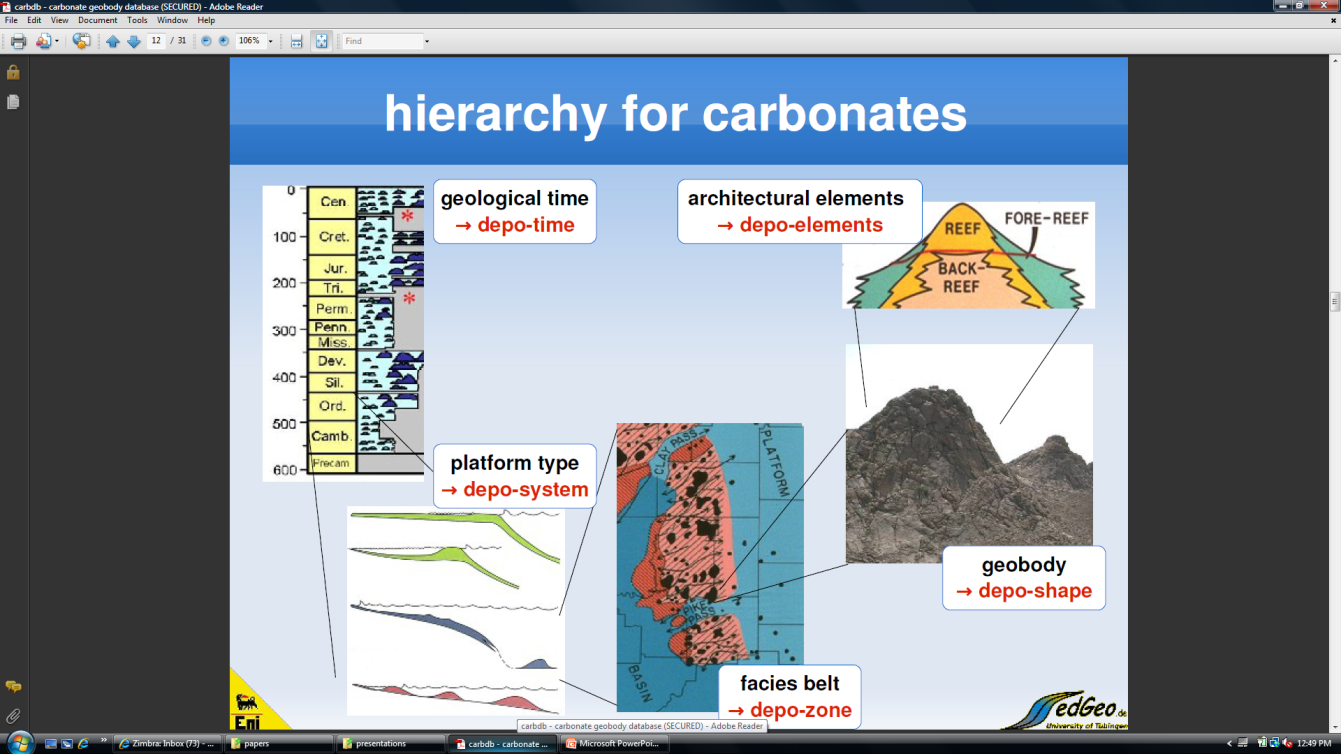 carbdb - carbonate geobody database (SECURED) - Adobe Reader
File Edit View Document Tools Window Help
12 / 31 106% Find
hierarchy for carbonates
geological time
→ depo-time
architectural elements
→ depo-elements
0
100
200
300
400
500
600
Cen.
Cret.
Jur.
Tri.
Perm.
Penn.
Miss.
Dev.
Sil.
Ord.
Camb.
Precam
*
*
REEF
FORE-REEF
BACK-
REEF
platform type
→ depo-system
CLAY PASS
PLATFORM
PIKE
PASS
BASIN
geobody
→ depo-shape
facies belt
→ depo-zone
Eni
edGeo.de
University of Tübingen
carbdb - carbonate geobody database (SECURED) - Adobe Reader
Zimbra: Inbox (73) - ...
papers
presentations
carbdb - carbonate ...
Microsoft PowerPoi...
12:49 PM